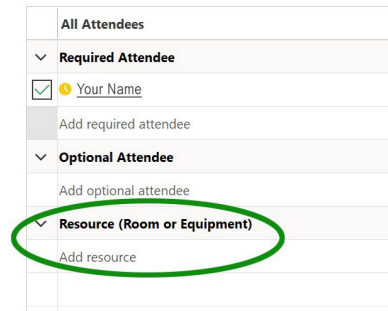 All Attendees
Required Attendee
Your Name
Add required attendee
Optional Attendee
Add optional attendee
Resource (Room or Equipment)
Add resource